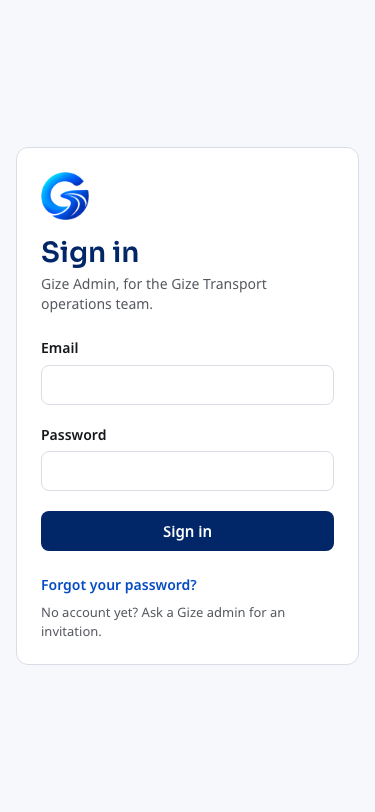 Sign in
Gize Admin, for the Gize Transport
operations team.
Email
Password
Sign in
Forgot your password?
No account yet? Ask a Gize admin for an
invitation.